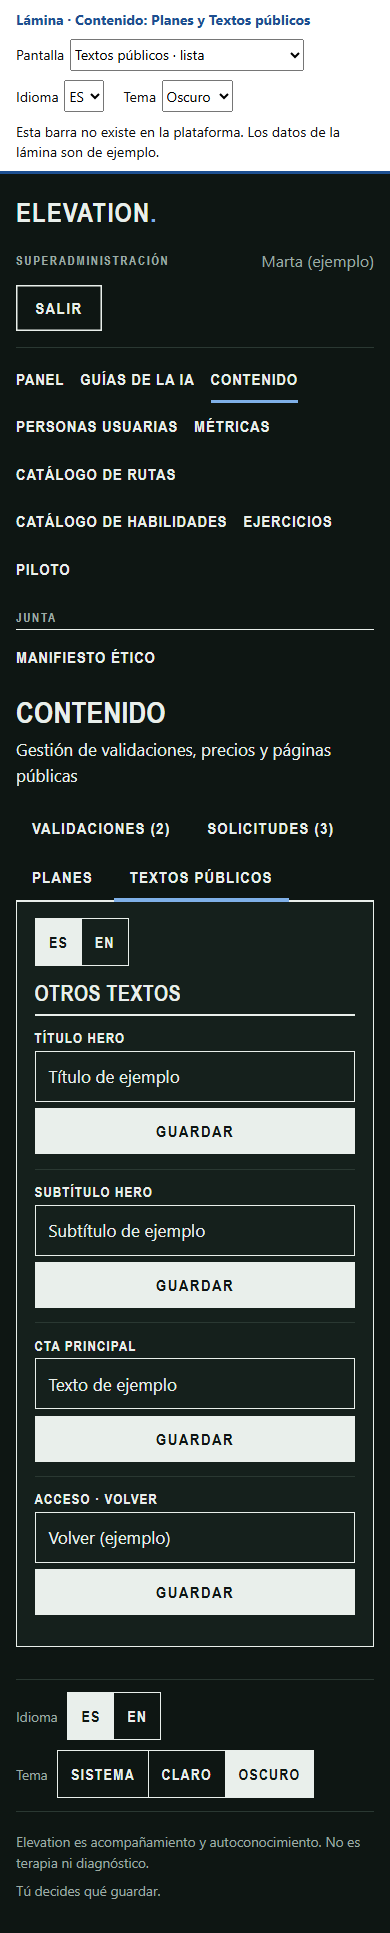 Lámina · Contenido: Planes y Textos públicos
Pantalla Textos públicos · lista
Idioma ES Tema Oscuro
Esta barra no existe en la plataforma. Los datos de la
lámina son de ejemplo.
ELEVATION.
SUPERADMINISTRACIÓN Marta (ejemplo)
SALIR
PANEL GUÍAS DE LA IA CONTENIDO
PERSONAS USUARIAS MÉTRICAS
CATÁLOGO DE RUTAS
CATÁLOGO DE HABILIDADES EJERCICIOS
PILOTO
JUNTA
MANIFIESTO ÉTICO
CONTENIDO
Gestión de validaciones, precios y páginas
públicas
VALIDACIONES (2) SOLICITUDES (3)
PLANES TEXTOS PÚBLICOS
ES EN
OTROS TEXTOS
TÍTULO HERO
Título de ejemplo
GUARDAR
SUBTÍTULO HERO
Subtítulo de ejemplo
GUARDAR
CTA PRINCIPAL
Texto de ejemplo
GUARDAR
ACCESO · VOLVER
Volver (ejemplo)
GUARDAR
Idioma ES EN
Tema SISTEMA CLARO OSCURO
Elevation es acompañamiento y autoconocimiento. No es
terapia ni diagnóstico.
Tú decides qué guardar.